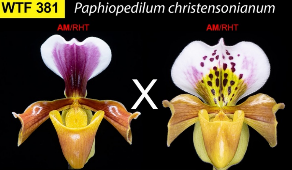 WTF 381 Paphiopedilum christensonianum
AM/RHT AM/RHT
X